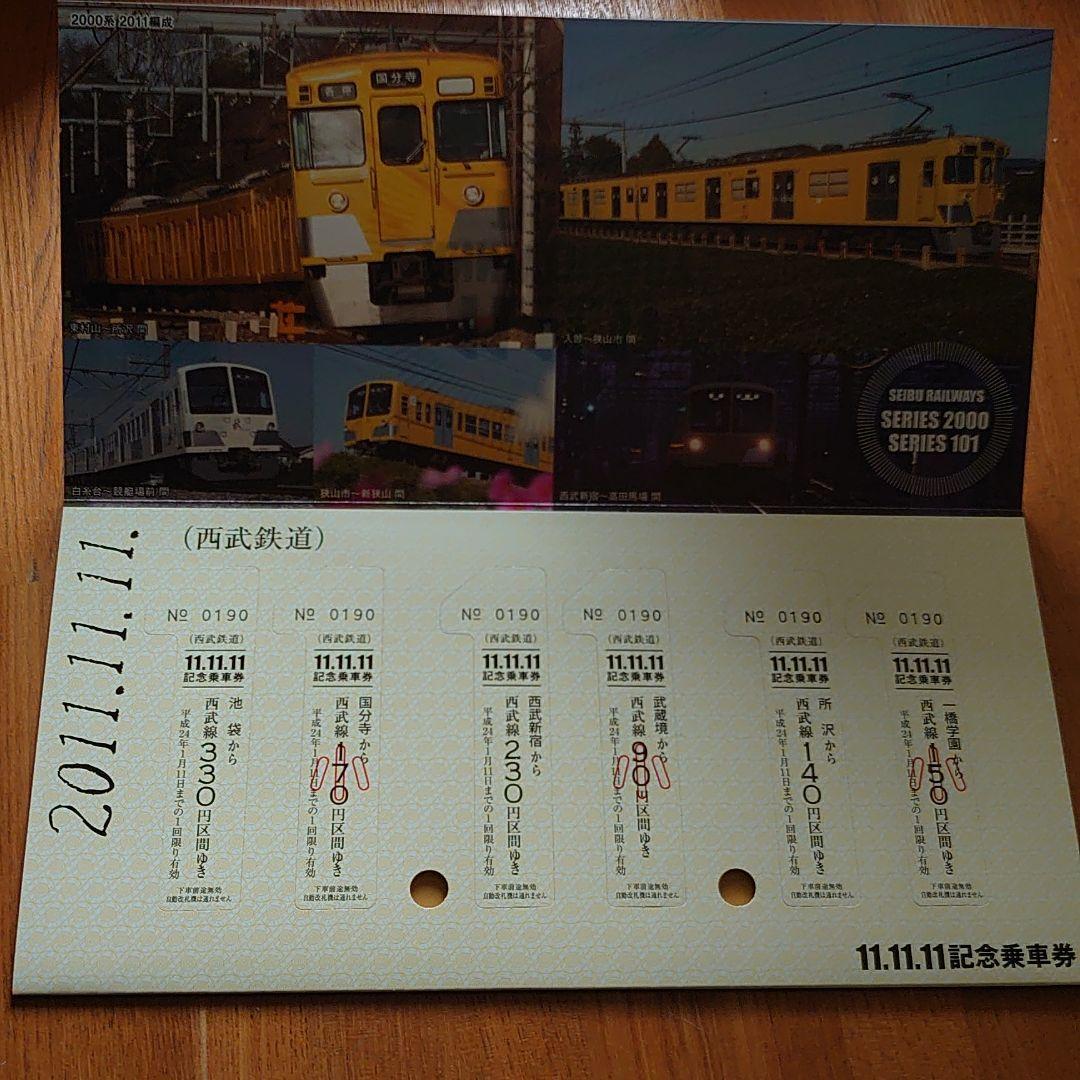 2000系 2011編成
各停
国分寺
東村山～所沢 間
入曽～狭山市 間
白糸台～競艇場前 間
狭山市～新狭山 間
西武新宿～高田馬場 間
SEIBU RAILWAYS
SERIES 2000
SERIES 101
2011.11.11.
(西武鉄道)
№ 0190
(西武鉄道)
11.11.11
記念乗車券
池 袋から
西武線330円区間ゆき
平成24年1月11日までの1回限り有効
下車前途無効
自動改札機は通れません
№ 0190
(西武鉄道)
11.11.11
記念乗車券
国分寺から
西武線170円区間ゆき
平成24年1月11日までの1回限り有効
下車前途無効
自動改札機は通れません
№ 0190
(西武鉄道)
11.11.11
記念乗車券
西武新宿から
西武線230円区間ゆき
平成24年1月11日までの1回限り有効
下車前途無効
自動改札機は通れません
№ 0190
(西武鉄道)
11.11.11
記念乗車券
武蔵境から
西武線90円区間ゆき
平成24年1月11日までの1回限り有効
下車前途無効
自動改札機は通れません
№ 0190
(西武鉄道)
11.11.11
記念乗車券
所 沢から
西武線140円区間ゆき
平成24年1月11日までの1回限り有効
下車前途無効
自動改札機は通れません
№ 0190
(西武鉄道)
11.11.11
記念乗車券
一橋学園から
西武線150円区間ゆき
平成24年1月11日までの1回限り有効
下車前途無効
自動改札機は通れません
11.11.11記念乗車券